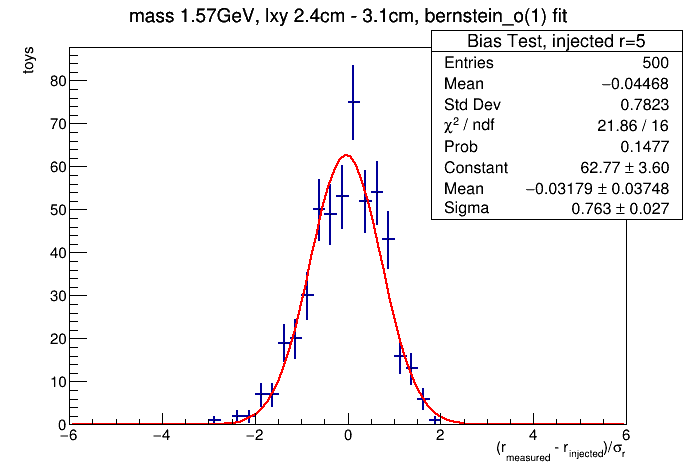 mass 1.57GeV, lxy 2.4cm - 3.1cm, bernstein_o(1) fit
Bias Test, injected r=5
Entries 500
Mean −0.04468
Std Dev 0.7823
χ² / ndf 21.86 / 16
Prob 0.1477
Constant 62.77 ± 3.60
Mean −0.03179 ± 0.03748
Sigma 0.763 ± 0.027
toys
80
70
60
50
40
30
20
10
0
−6 −4 −2 0 2 4 6
(r_measured - r_injected)/σ_r